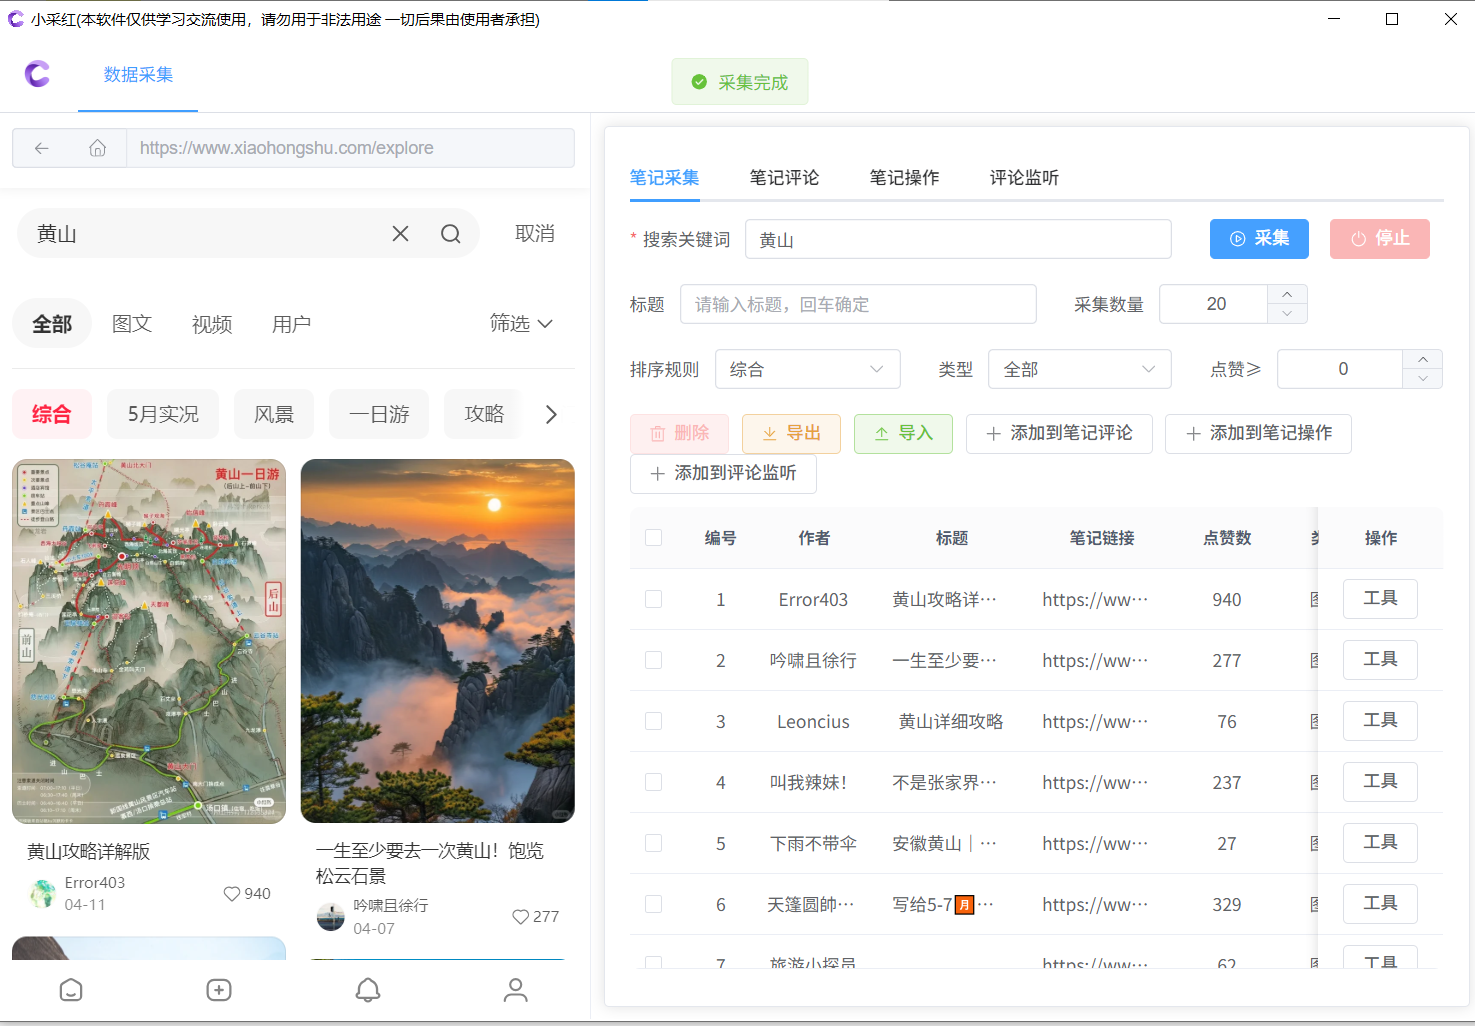 小采红(本软件仅供学习交流使用，请勿用于非法用途 一切后果由使用者承担)
数据采集
采集完成
https://www.xiaohongshu.com/explore
黄山
取消
全部
图文
视频
用户
筛选
综合
5月实况
风景
一日游
攻略
黄山一日游
(后山上-前山下)
后山
前山
黄山攻略详解版
Error403
04-11
940
一生至少要去一次黄山！饱览
松云石景
吟啸且徐行
04-07
277
笔记采集
笔记评论
笔记操作
评论监听
* 搜索关键词
黄山
采集
停止
标题
请输入标题，回车确定
采集数量
20
排序规则
综合
类型
全部
点赞≥
0
删除
导出
导入
添加到笔记评论
添加到笔记操作
添加到评论监听
编号 作者 标题 笔记链接 点赞数 操作
1 Error403 黄山攻略详… https://ww… 940 工具
2 吟啸且徐行 一生至少要… https://ww… 277 工具
3 Leoncius 黄山详细攻略 https://ww… 76 工具
4 叫我辣妹！ 不是张家界… https://ww… 237 工具
5 下雨不带伞 安徽黄山｜… https://ww… 27 工具
6 天篷圆帥… 写给5-7月… https://ww… 329 工具
7 旅游小探员 https://ww… 62 工具